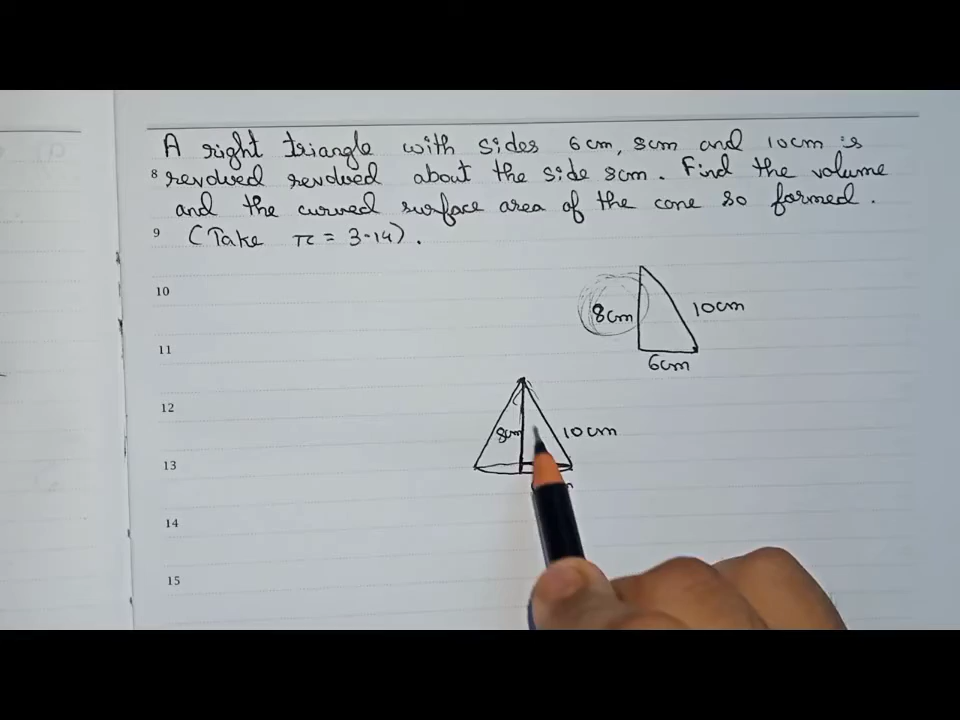 A right triangle with sides 6cm, 8cm and 10cm is
8 revolved revolved about the side 8cm. Find the volume
and the curved surface area of the cone so formed.
9 (Take π = 3.14).
10
8cm 10cm
11
6cm
12
8cm 10cm
13
14
15